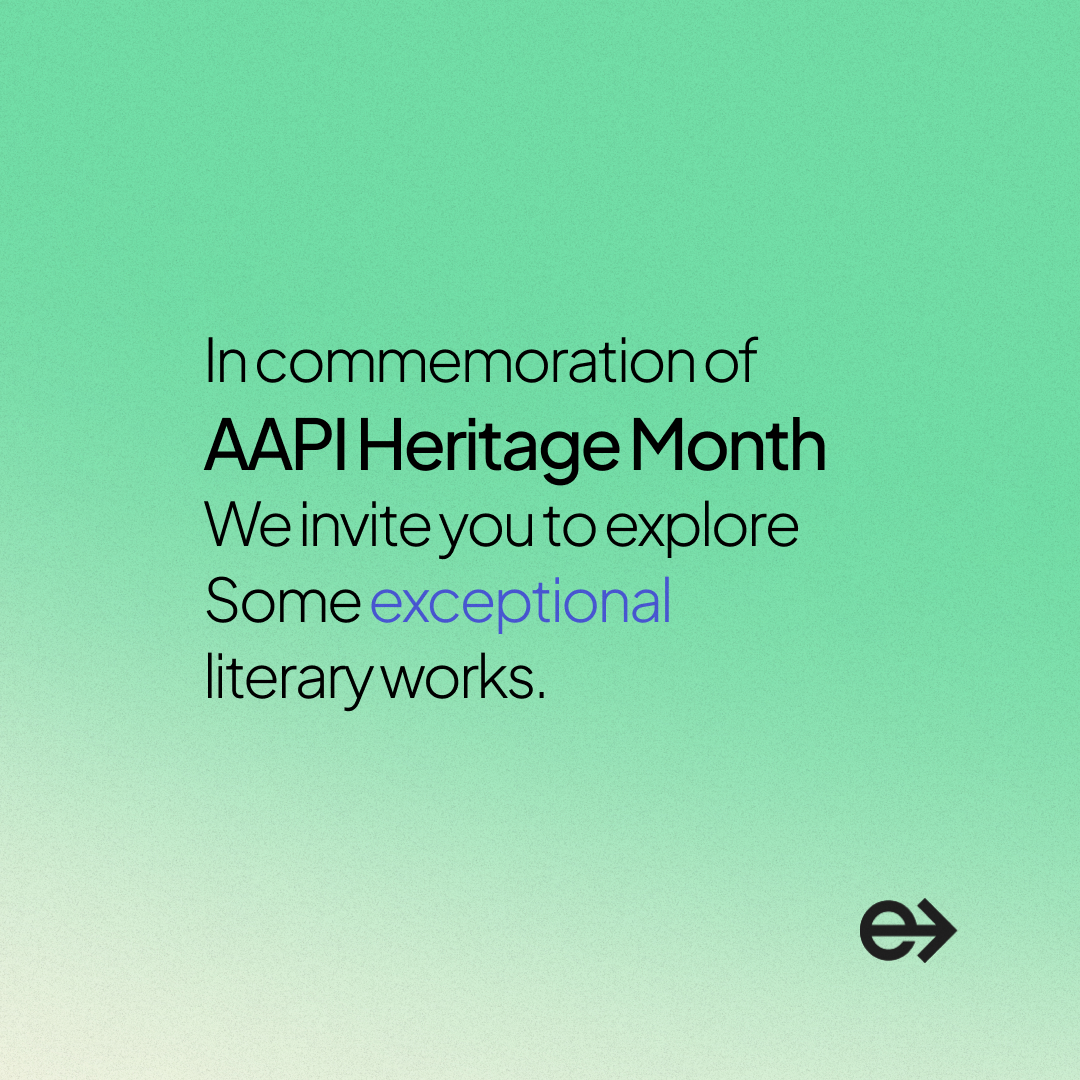 In commemoration of
AAPI Heritage Month
We invite you to explore
Some exceptional
literary works.
e